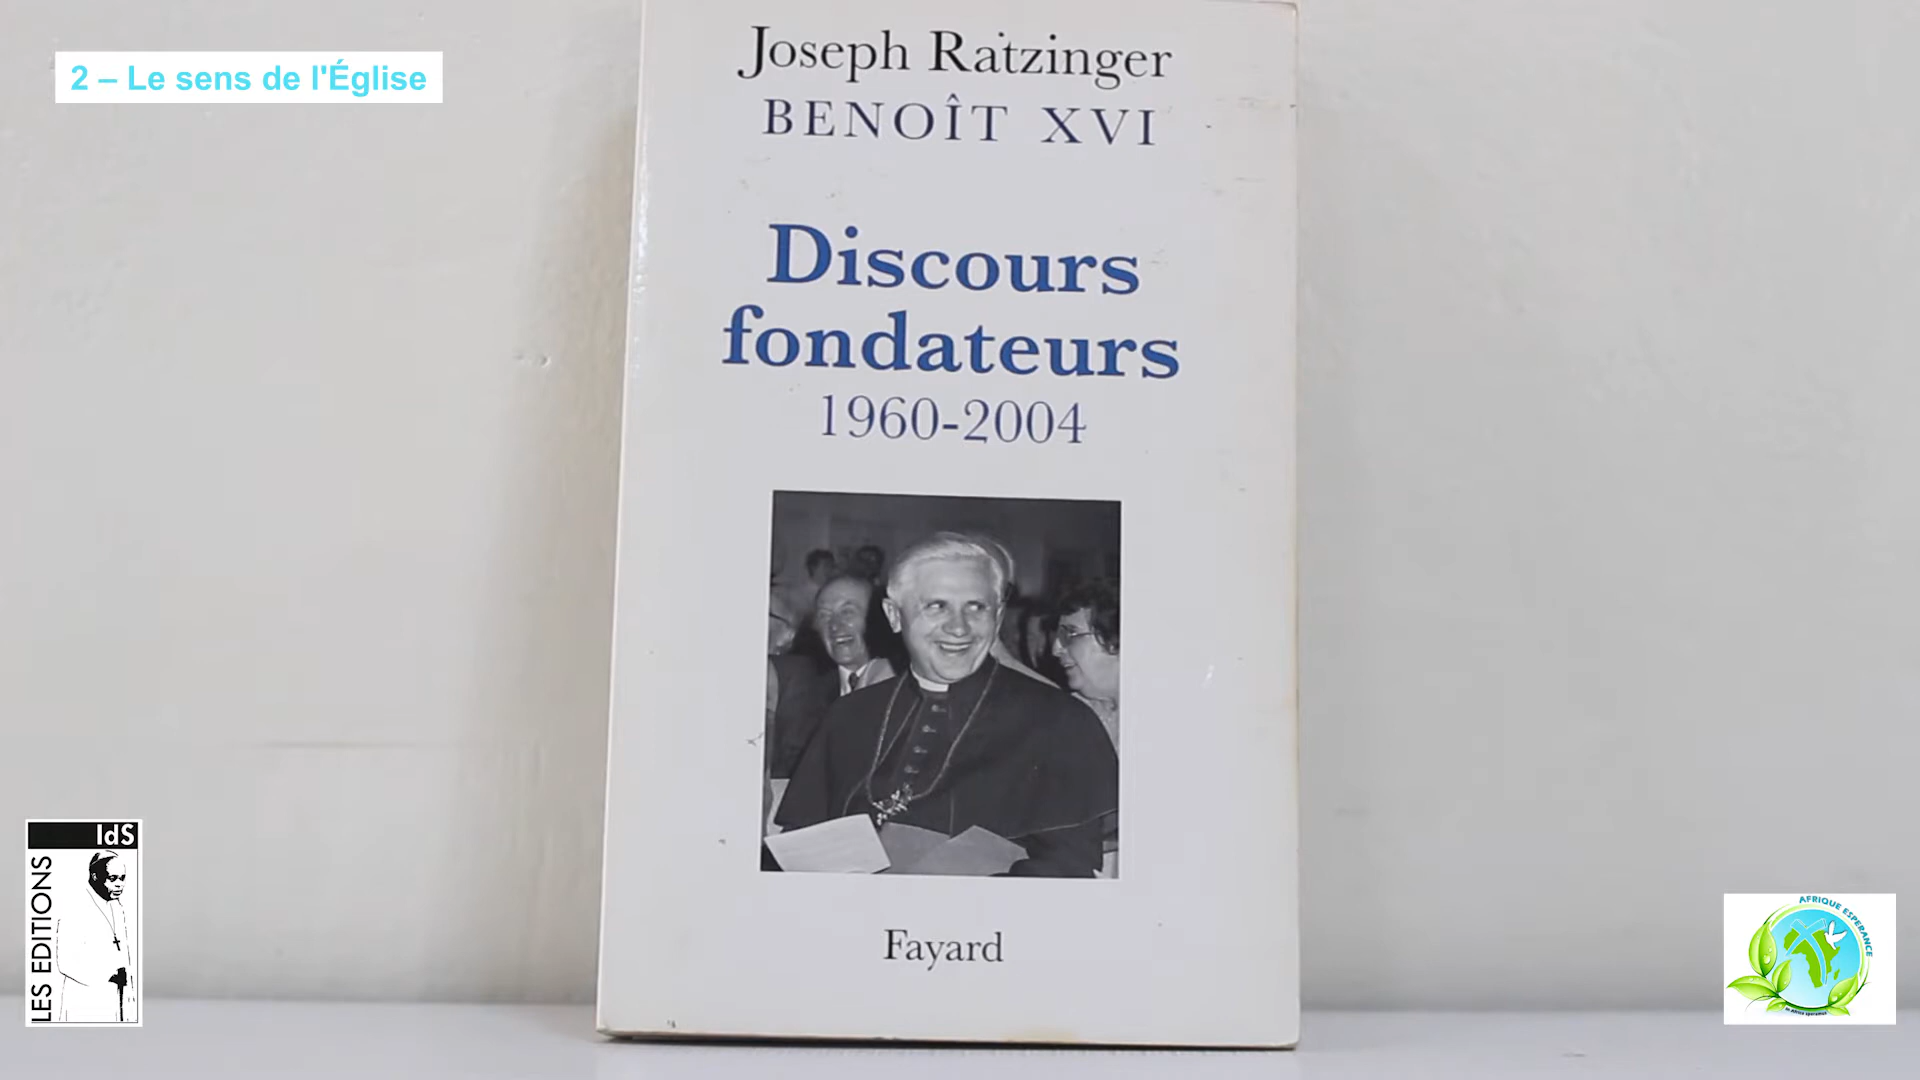 2 – Le sens de l'Église
Joseph Ratzinger
BENOÎT XVI
Discours
fondateurs
1960-2004
Fayard
IdS
LES EDITIONS
AFRIQUE ESPERANCE